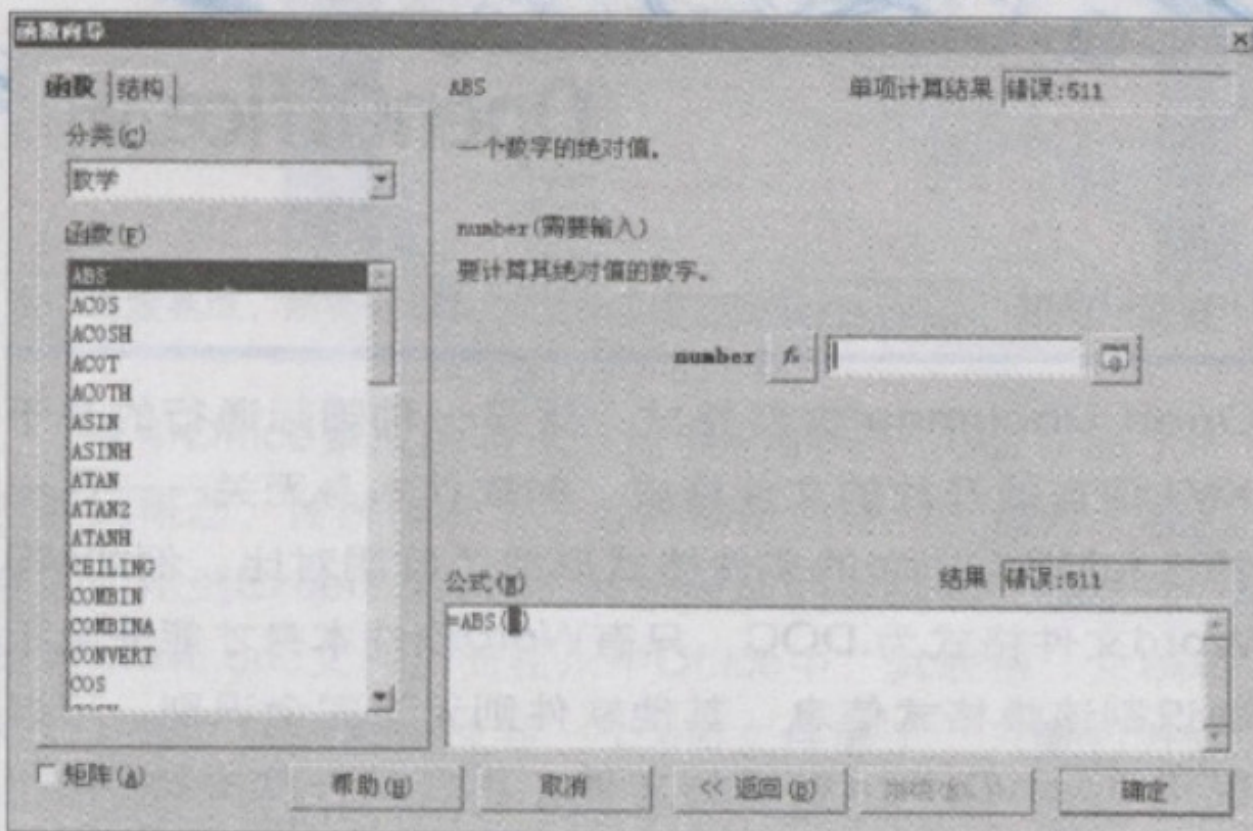 函数向导
函数 结构
ABS
单项计算结果 错误:511
分类(C)
数学
一个数字的绝对值。
函数(F)
number(需要输入)
要计算其绝对值的数字。
ABS
ACOS
ACOSH
ACOT
ACOTH
ASIN
ASINH
ATAN
ATAN2
ATANH
CEILING
COMBIN
COMBINA
CONVERT
COS
number
公式(M)
结果 错误:511
=ABS()
矩阵(A)
帮助(H)
取消
<< 返回(B)
确定